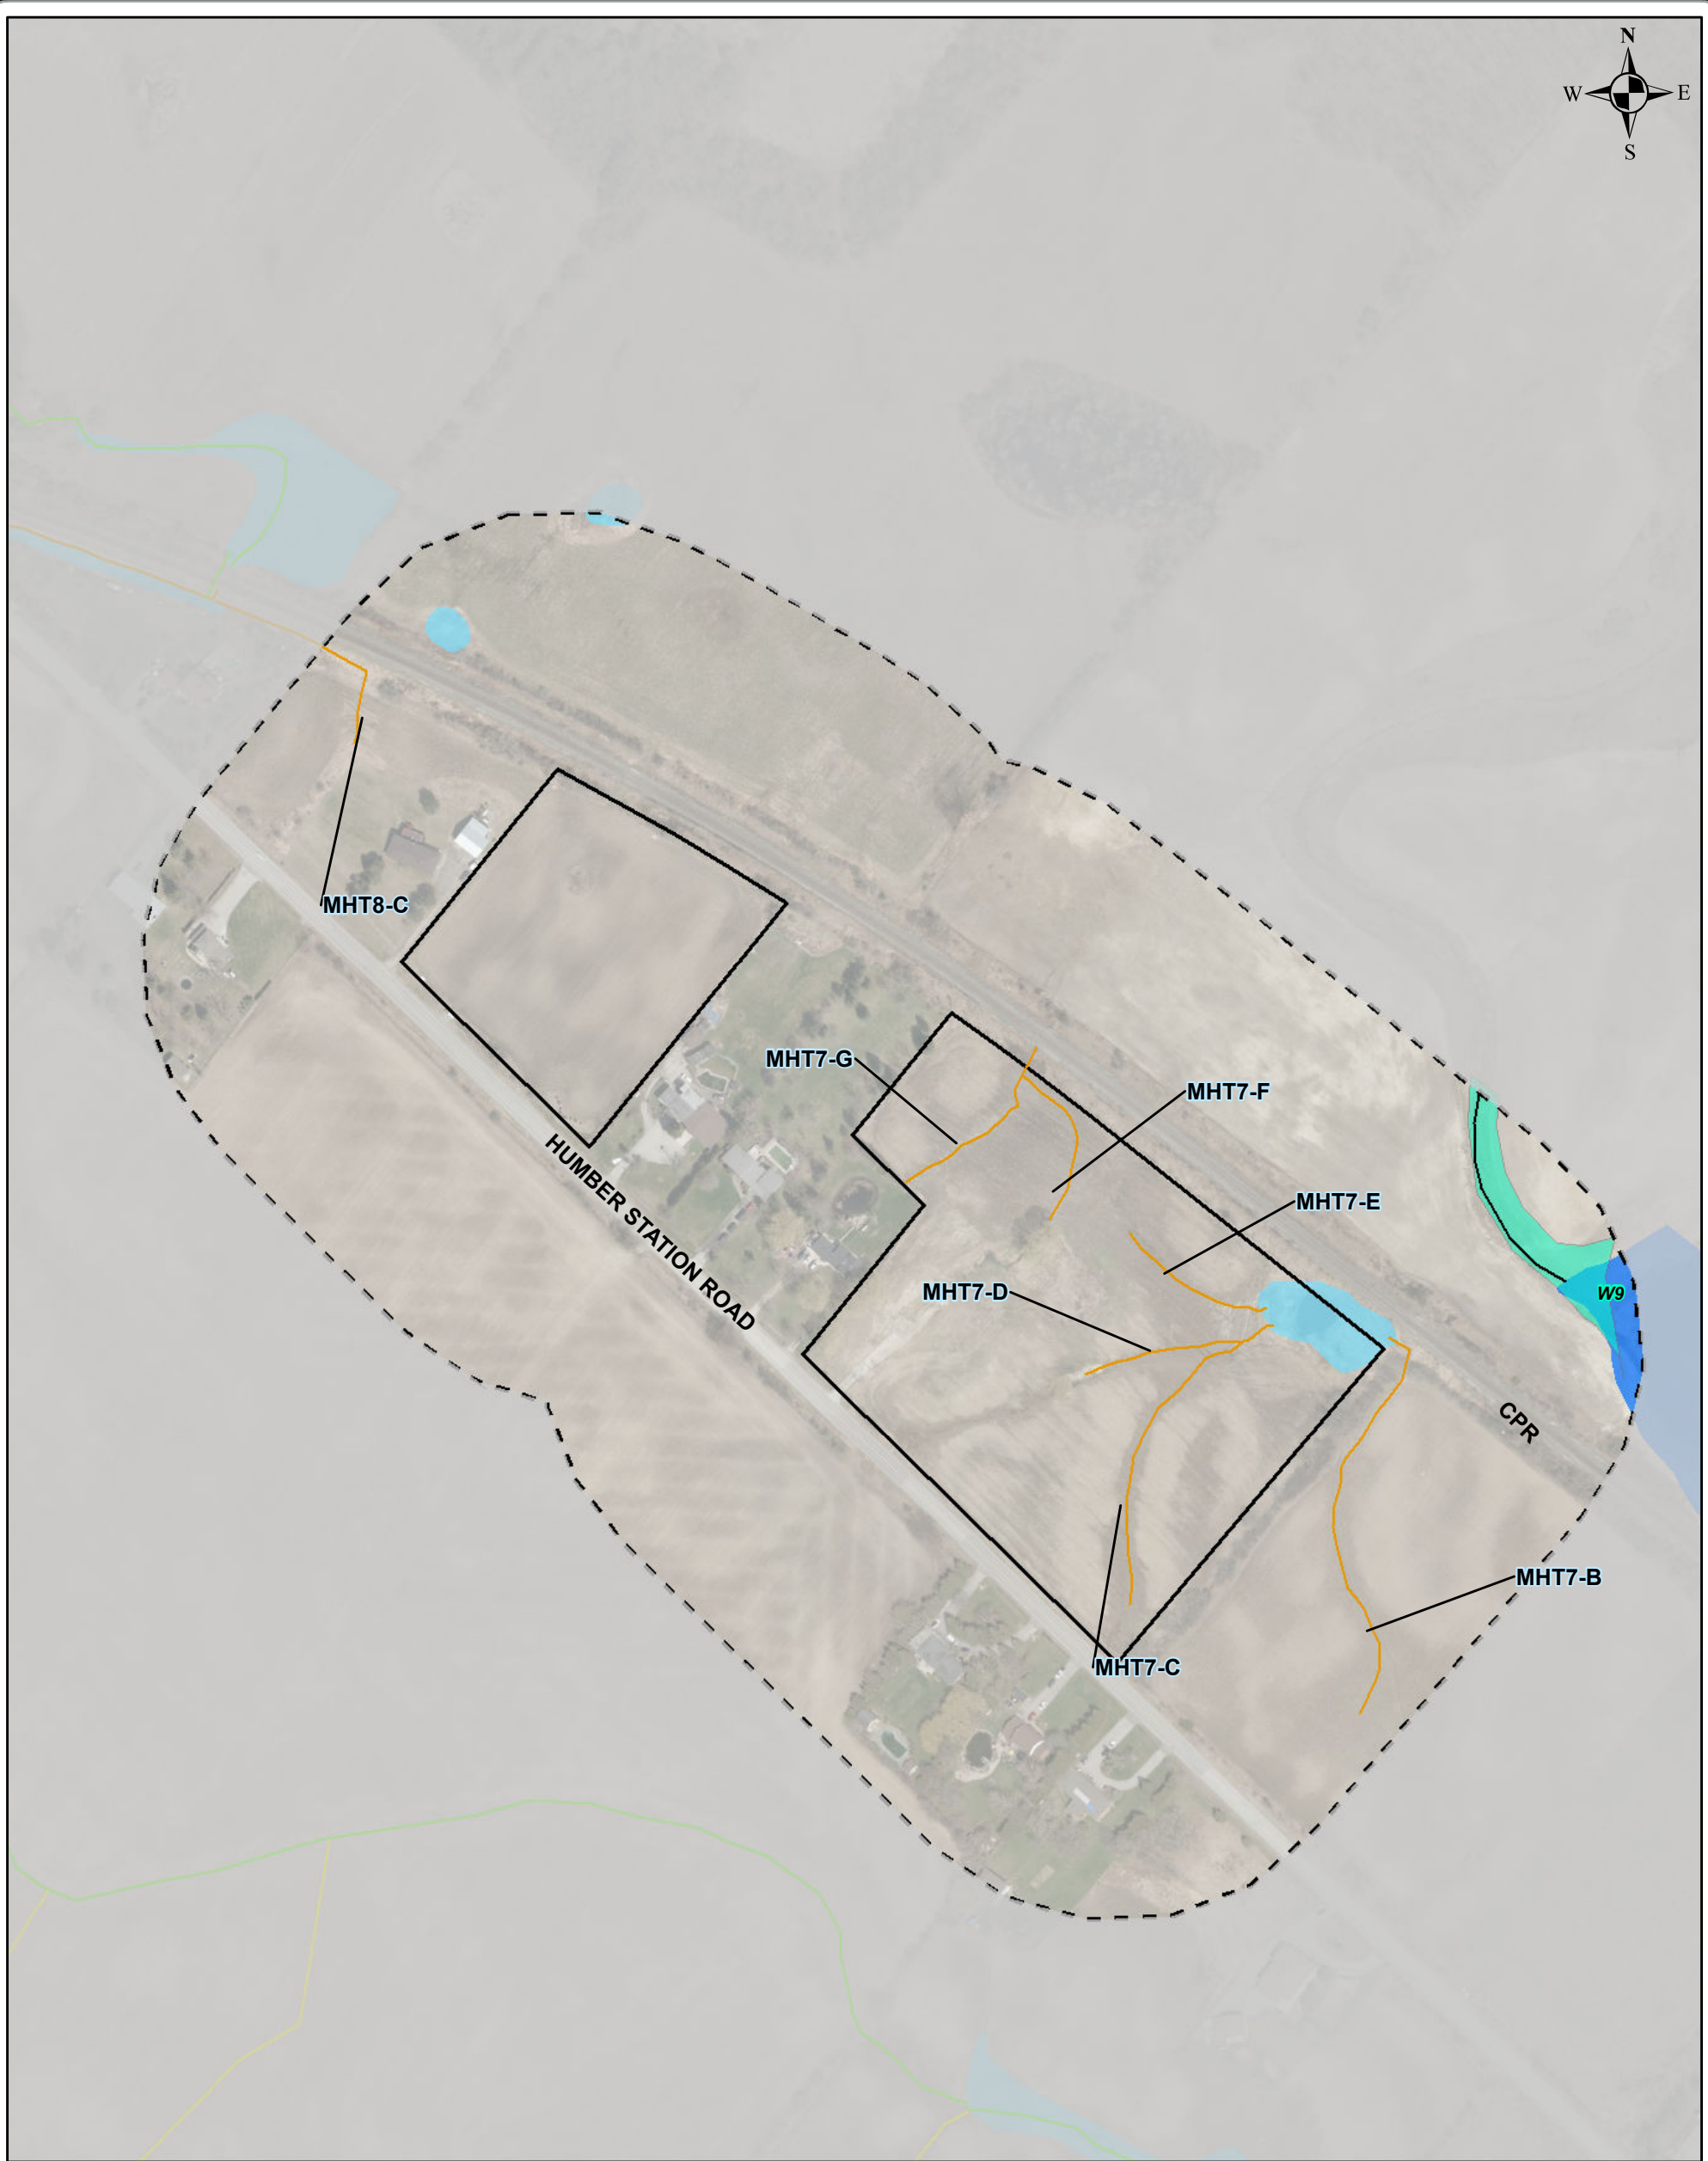 N
W E
S
MHT8-C
MHT7-G
MHT7-F
HUMBER STATION ROAD
MHT7-E
MHT7-D
W9
CPR
MHT7-B
MHT7-C